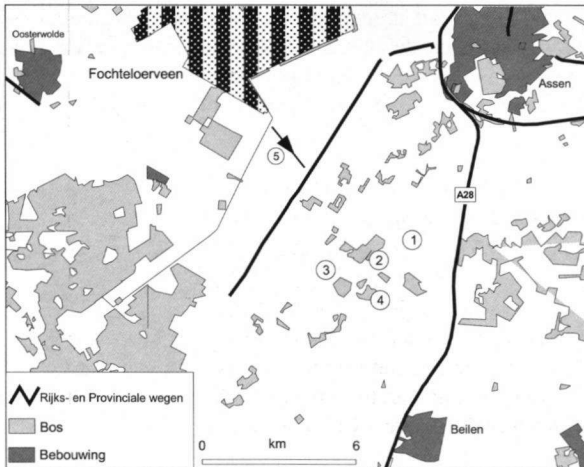 Oosterwolde
Fochteloerveen
Assen
5
A28
1
2
3
4
Rijks- en Provinciale wegen
Bos
Bebouwing
km
0 6
Beilen